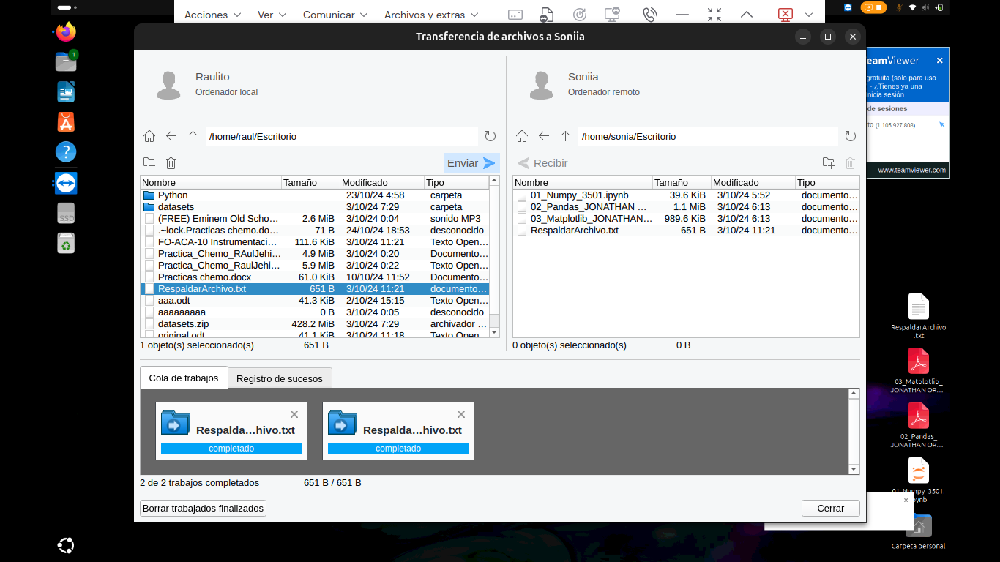 Acciones Ver Comunicar Archivos y extras
Transferencia de archivos a Soniia
1
Raulito
Ordenador local
Soniia
Ordenador remoto
/home/raul/Escritorio
/home/sonia/Escritorio
Enviar
Recibir
Nombre Tamaño Modificado Tipo
Python 23/10/24 4:58 carpeta
datasets 3/10/24 7:29 carpeta
(FREE) Eminem Old Scho... 2.6 MiB 3/10/24 0:04 sonido MP3
.~lock.Practicas chemo.do... 71 B 24/10/24 18:53 desconocido
FO-ACA-10 Instrumentaci... 111.6 KiB 3/10/24 11:21 Texto Open...
Practica_Chemo_RAulJehi... 4.9 MiB 3/10/24 0:20 Documento...
Practica_Chemo_RaulJehi... 5.9 MiB 3/10/24 0:22 Texto Open...
Practicas chemo.docx 61.0 KiB 10/10/24 11:52 Documento...
RespaldarArchivo.txt 651 B 3/10/24 11:21 documento...
aaa.odt 41.3 KiB 2/10/24 15:15 Texto Open...
aaaaaaaaa 0 B 3/10/24 0:05 desconocido
datasets.zip 428.2 MiB 3/10/24 7:29 archivador ...
original.odt 41.1 KiB 3/10/24 11:18 Texto Open
1 objeto(s) seleccionado(s) 651 B
Nombre Tamaño Modificado Tipo
01_Numpy_3501.ipynb 39.6 KiB 3/10/24 5:52 documento...
02_Pandas_JONATHAN ... 1.1 MiB 3/10/24 6:13 documento...
03_Matplotlib_JONATHAN... 989.6 KiB 3/10/24 6:13 documento...
RespaldarArchivo.txt 651 B 3/10/24 11:21 documento...
0 objeto(s) seleccionado(s) 0 B
Cola de trabajos
Registro de sucesos
Respalda...hivo.txt
completado
Respalda...hivo.txt
completado
2 de 2 trabajos completados 651 B / 651 B
Borrar trabajados finalizados
Cerrar
SSD
eamViewer
gratuita (solo para uso
- ¿Tienes ya una
nicia sesión
de sesiones
to (1 105 927 808)
www.teamviewer.com
RespaldarArchivo
.txt
03_Matplotlib_
JONATHAN OR...
02_Pandas_
JONATHAN OR...
01_Numpy_3501.
ynb
Carpeta personal